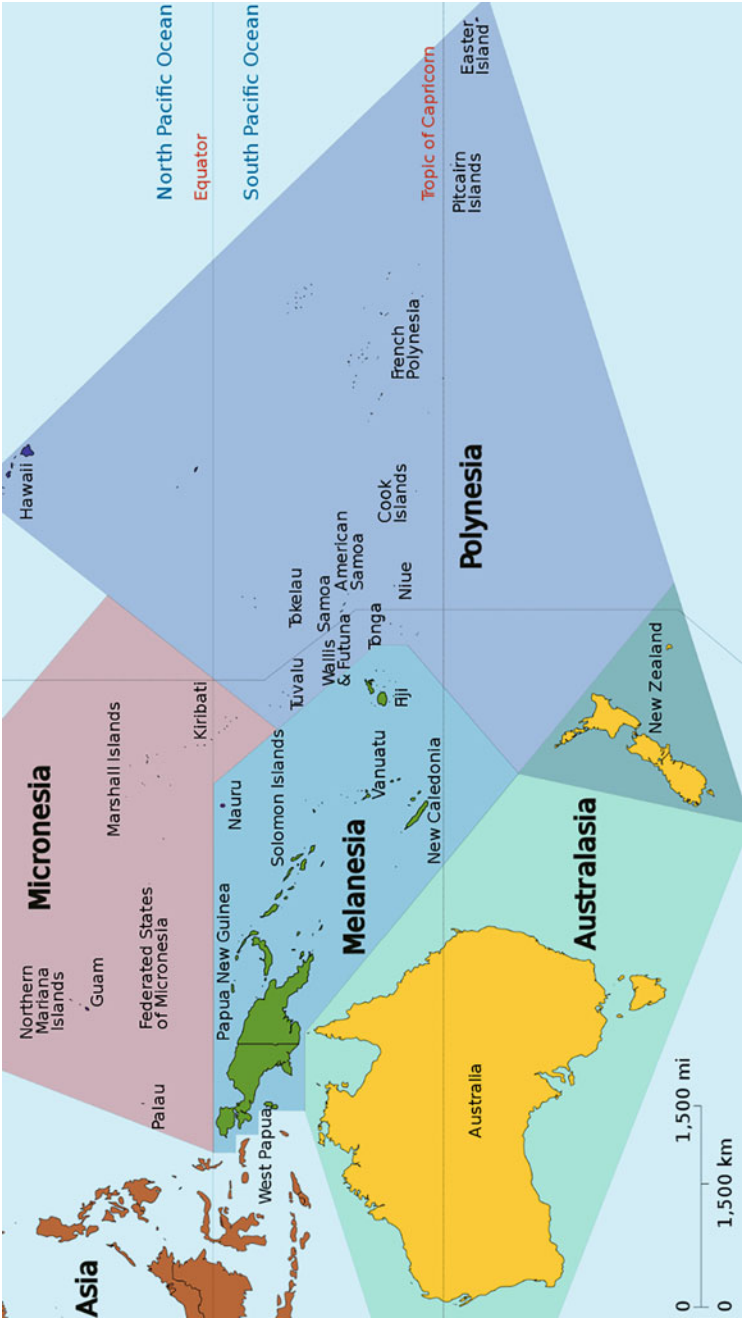 North Pacific Ocean
Equator
South Pacific Ocean
Tropic of Capricorn
Easter
Island
Pitcairn
Islands
Hawaii
French
Polynesia
Cook
Islands
Polynesia
American
Samoa
Samoa
Niue
Tokelau
Wallis
& Futuna
Tonga
Tuvalu
Fiji
Kiribati
Marshall Islands
Micronesia
Nauru
Solomon Islands
Vanuatu
New Caledonia
Melanesia
New Zealand
Australasia
Northern
Mariana
Islands
Guam
Federated States
of Micronesia
Papua New Guinea
Palau
West Papua
Australia
Asia
0 1,500 mi
0 1,500 km